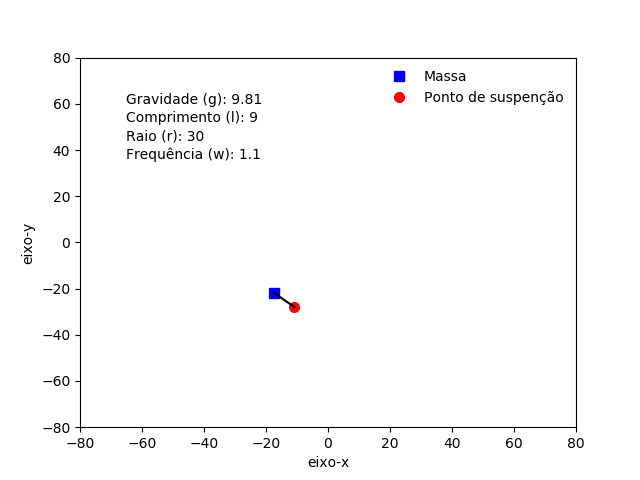 80
60
40
20
0
−20
−40
−60
−80
−80 −60 −40 −20 0 20 40 60 80
eixo-y
eixo-x
Gravidade (g): 9.81
Comprimento (l): 9
Raio (r): 30
Frequência (w): 1.1
Massa
Ponto de suspenção